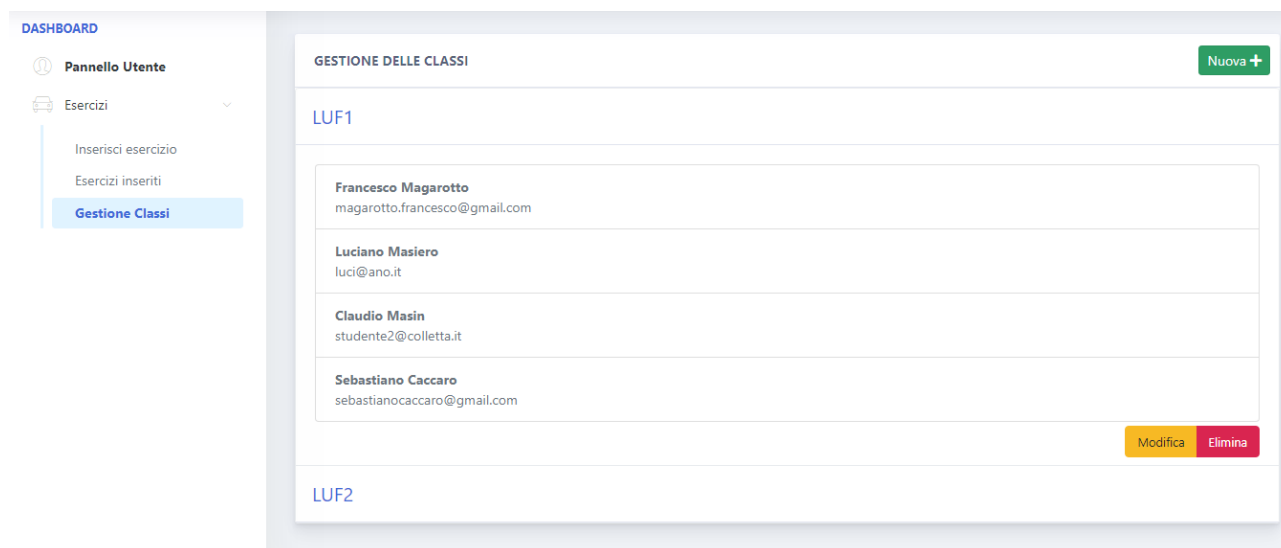 DASHBOARD
Pannello Utente
Esercizi
Inserisci esercizio
Esercizi inseriti
Gestione Classi
GESTIONE DELLE CLASSI
Nuova
LUF1
Francesco Magarotto
magarotto.francesco@gmail.com
Luciano Masiero
luci@ano.it
Claudio Masin
studente2@colletta.it
Sebastiano Caccaro
sebastianocaccaro@gmail.com
Modifica Elimina
LUF2